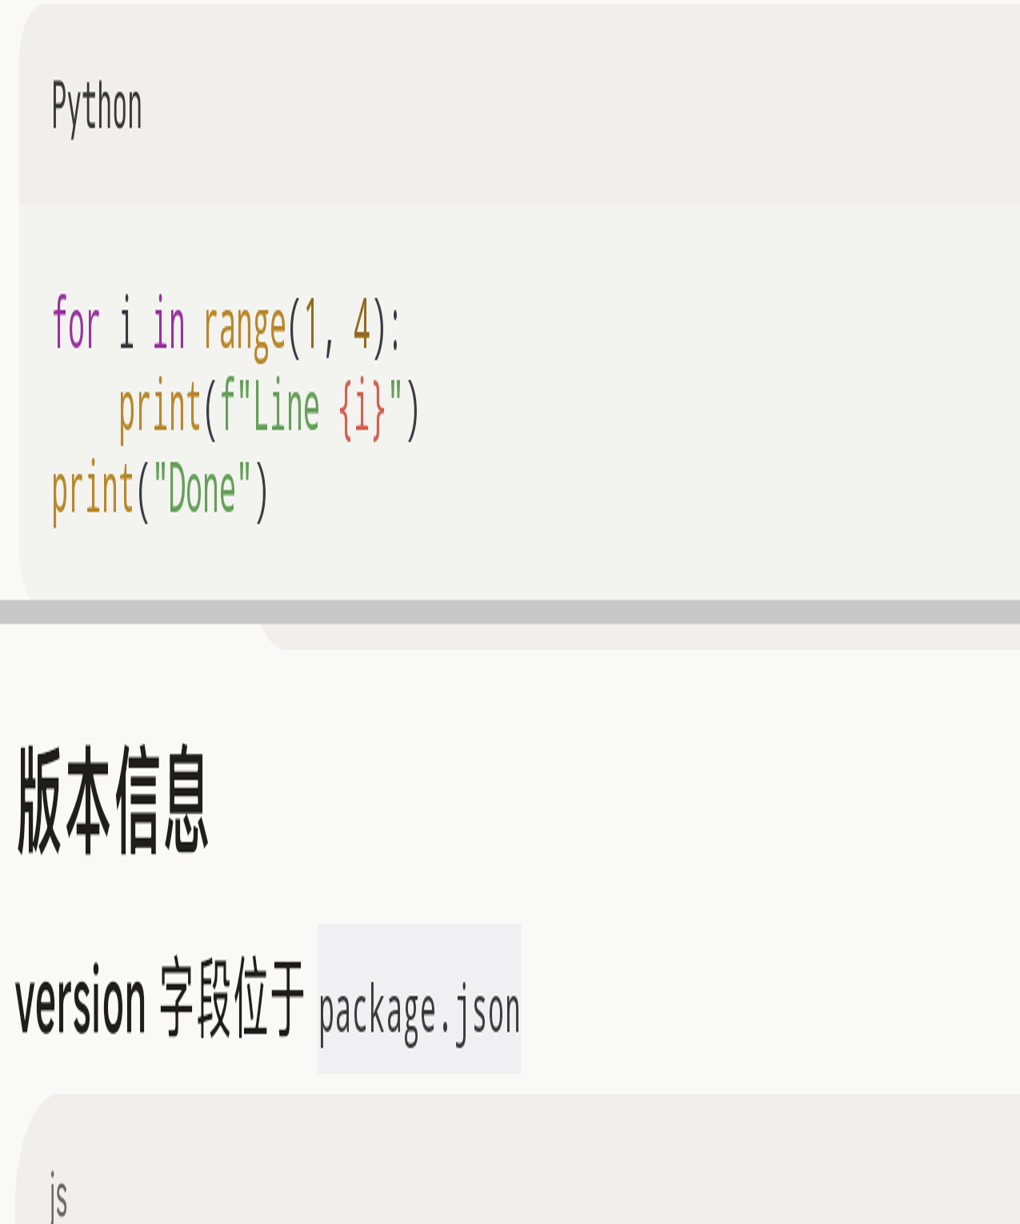 Python
for i in range(1, 4):
    print(f"Line {i}")
print("Done")
版本信息
version 字段位于 package.json
js